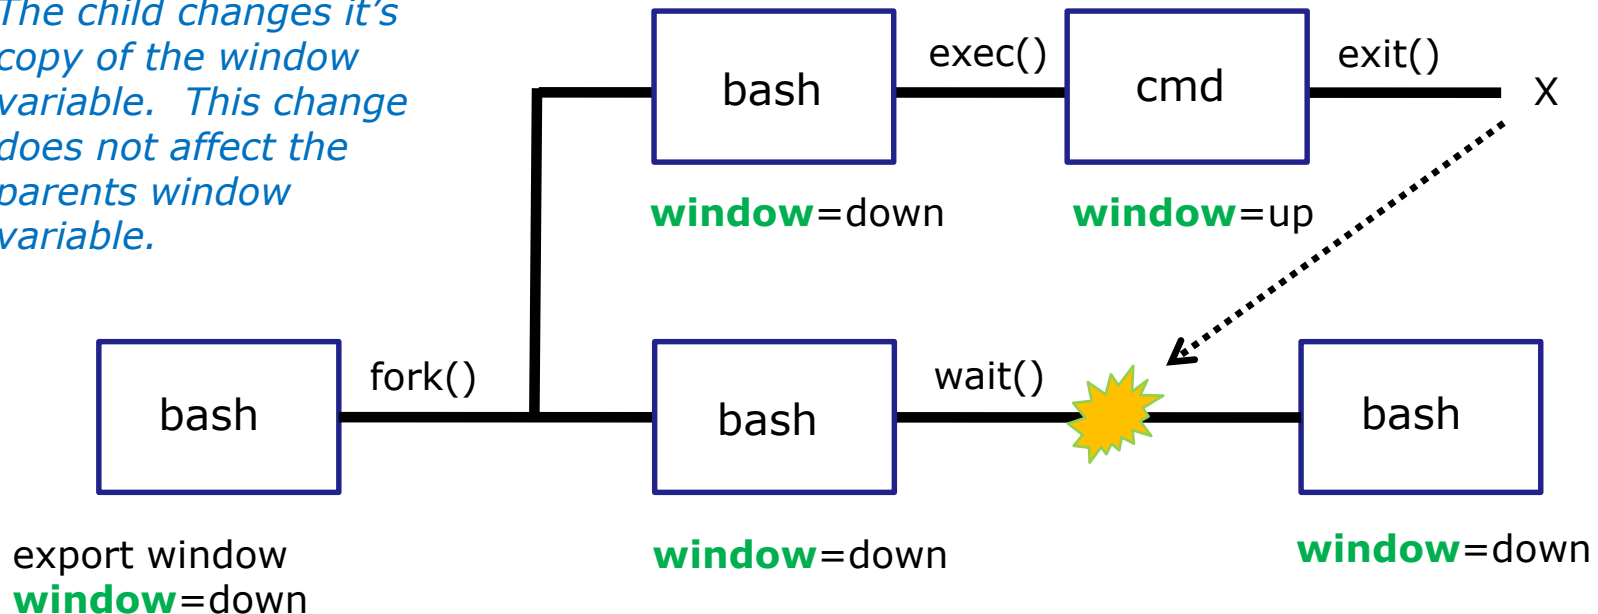 The child changes it's
copy of the window
variable. This change
does not affect the
parents window
variable.
bash
exec()
cmd
exit()
X
window=down
window=up
bash
fork()
bash
wait()
bash
export window
window=down
window=down
window=down